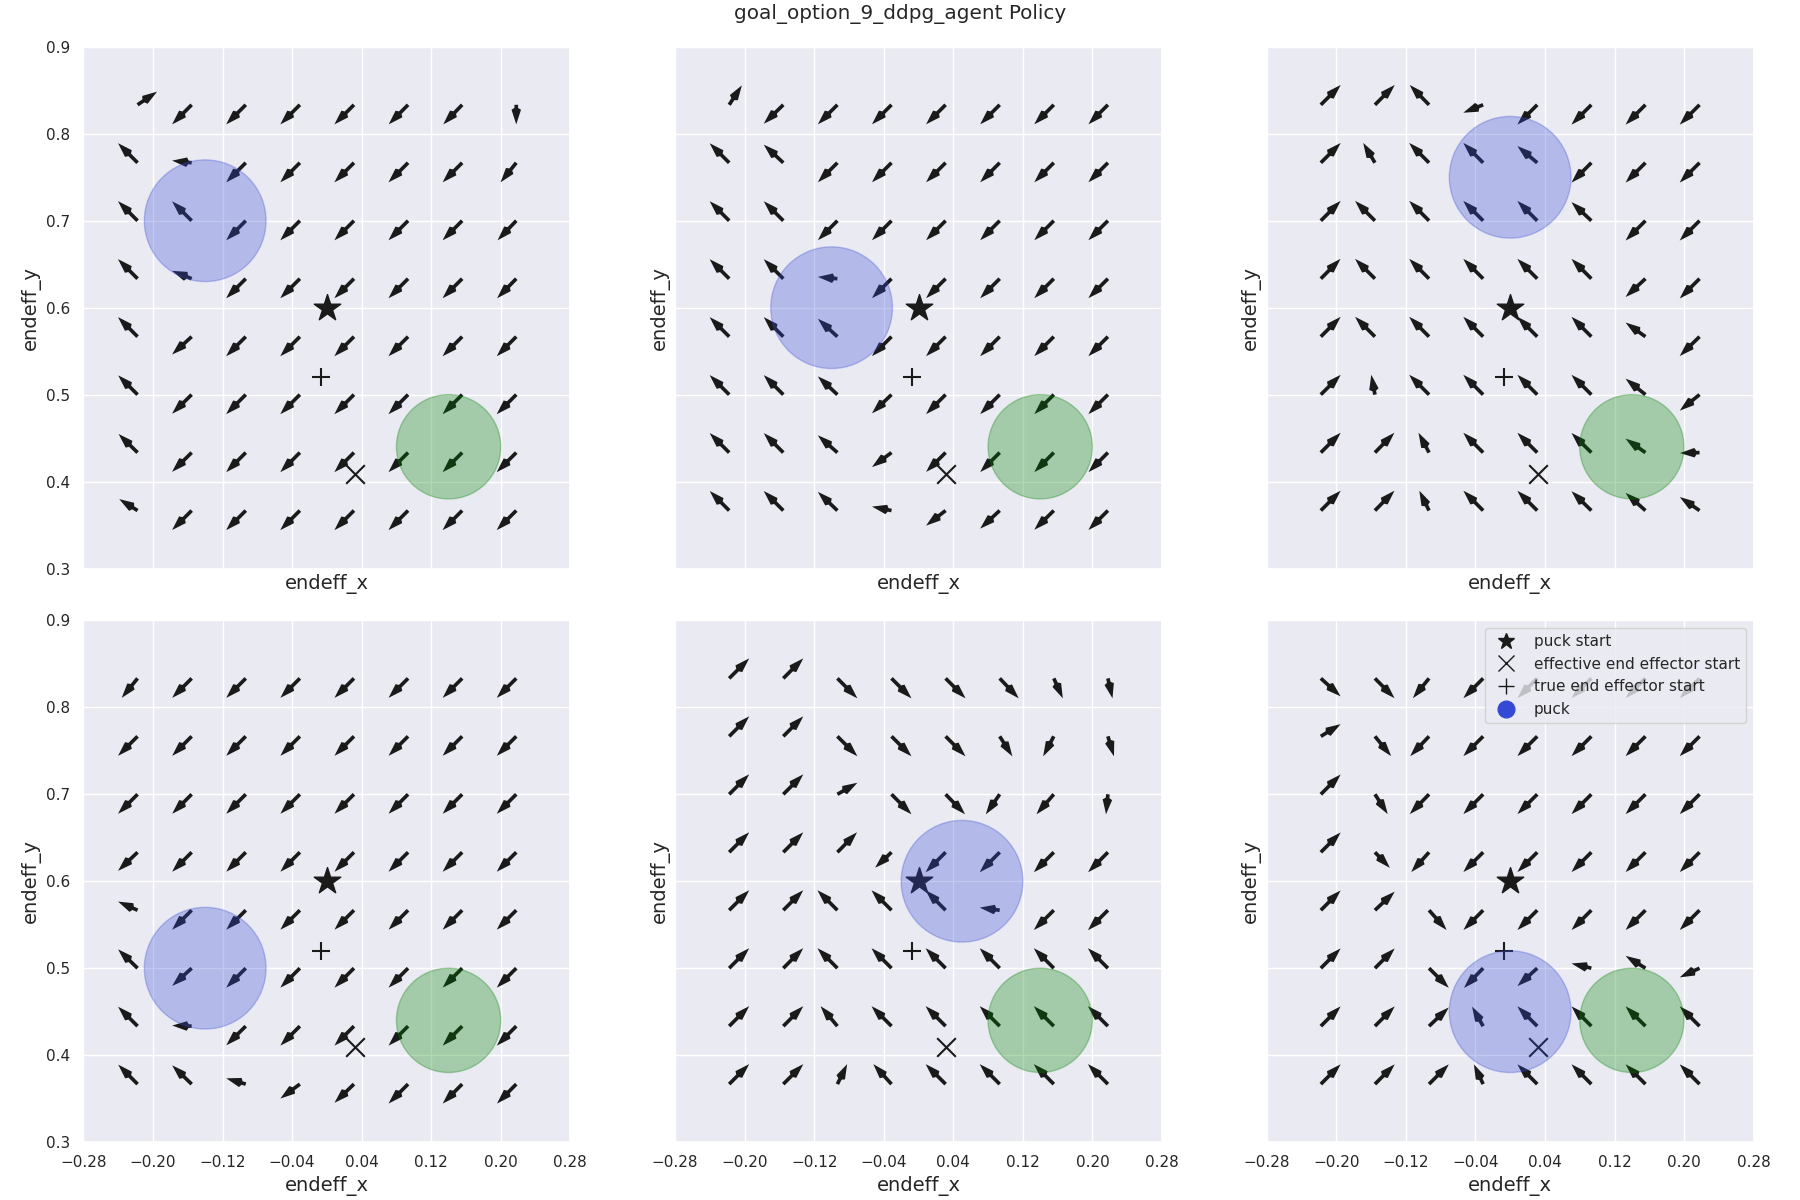 goal_option_9_ddpg_agent Policy
0.9
0.8
0.7
0.6
0.5
0.4
0.3
endeff_y
endeff_x
endeff_y
endeff_x
endeff_y
endeff_x
0.9
0.8
0.7
0.6
0.5
0.4
0.3
endeff_y
−0.28 −0.20 −0.12 −0.04 0.04 0.12 0.20 0.28
endeff_x
endeff_y
−0.28 −0.20 −0.12 −0.04 0.04 0.12 0.20 0.28
endeff_x
puck start
effective end effector start
true end effector start
puck
endeff_y
−0.28 −0.20 −0.12 −0.04 0.04 0.12 0.20 0.28
endeff_x